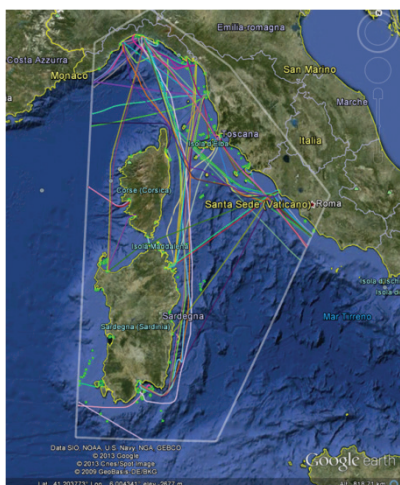 Emilia-romagna
Costa Azzurra
San Marino
Monaco
Marche
Toscana
Isola d'Elba
Italia
Corse (Corsica)
Santa Sede (Vaticano)
Roma
Isola Maddalena
Mar Tirreno
Sardegna
Sardegna (Sardinia)
Data SIO, NOAA, U.S. Navy, NGA, GEBCO
© 2013 Google
© 2013 Cnes/Spot Image
© 2009 GeoBasis-DE/BKG
Google earth